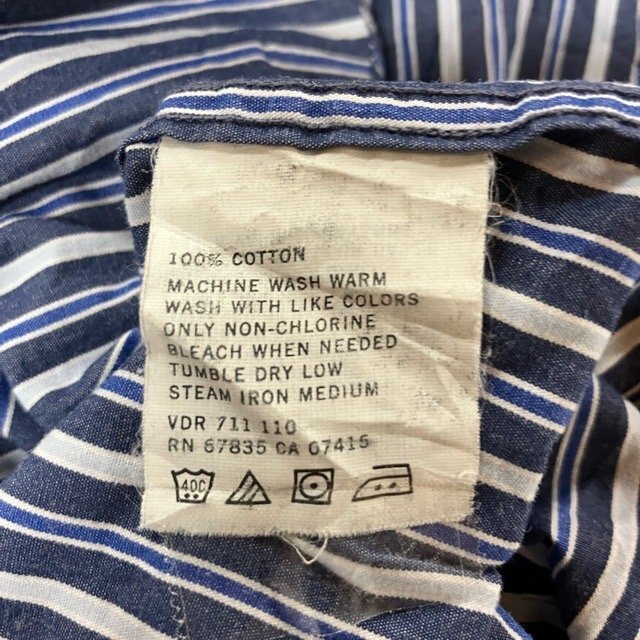 100% COTTON
MACHINE WASH WARM
WASH WITH LIKE COLORS
ONLY NON-CHLORINE
BLEACH WHEN NEEDED
TUMBLE DRY LOW
STEAM IRON MEDIUM
VDR 711 110
RN 67835 CA 07415
40C